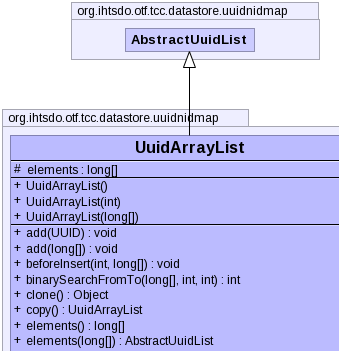 org.ihtsdo.otf.tcc.datastore.uuidnidmap
AbstractUuidList
org.ihtsdo.otf.tcc.datastore.uuidnidmap
UuidArrayList
# elements : long[]
+ UuidArrayList()
+ UuidArrayList(int)
+ UuidArrayList(long[])
+ add(UUID) : void
+ add(long[]) : void
+ beforeInsert(int, long[]) : void
+ binarySearchFromTo(long[], int, int) : int
+ clone() : Object
+ copy() : UuidArrayList
+ elements() : long[]
+ elements(long[]) : AbstractUuidList